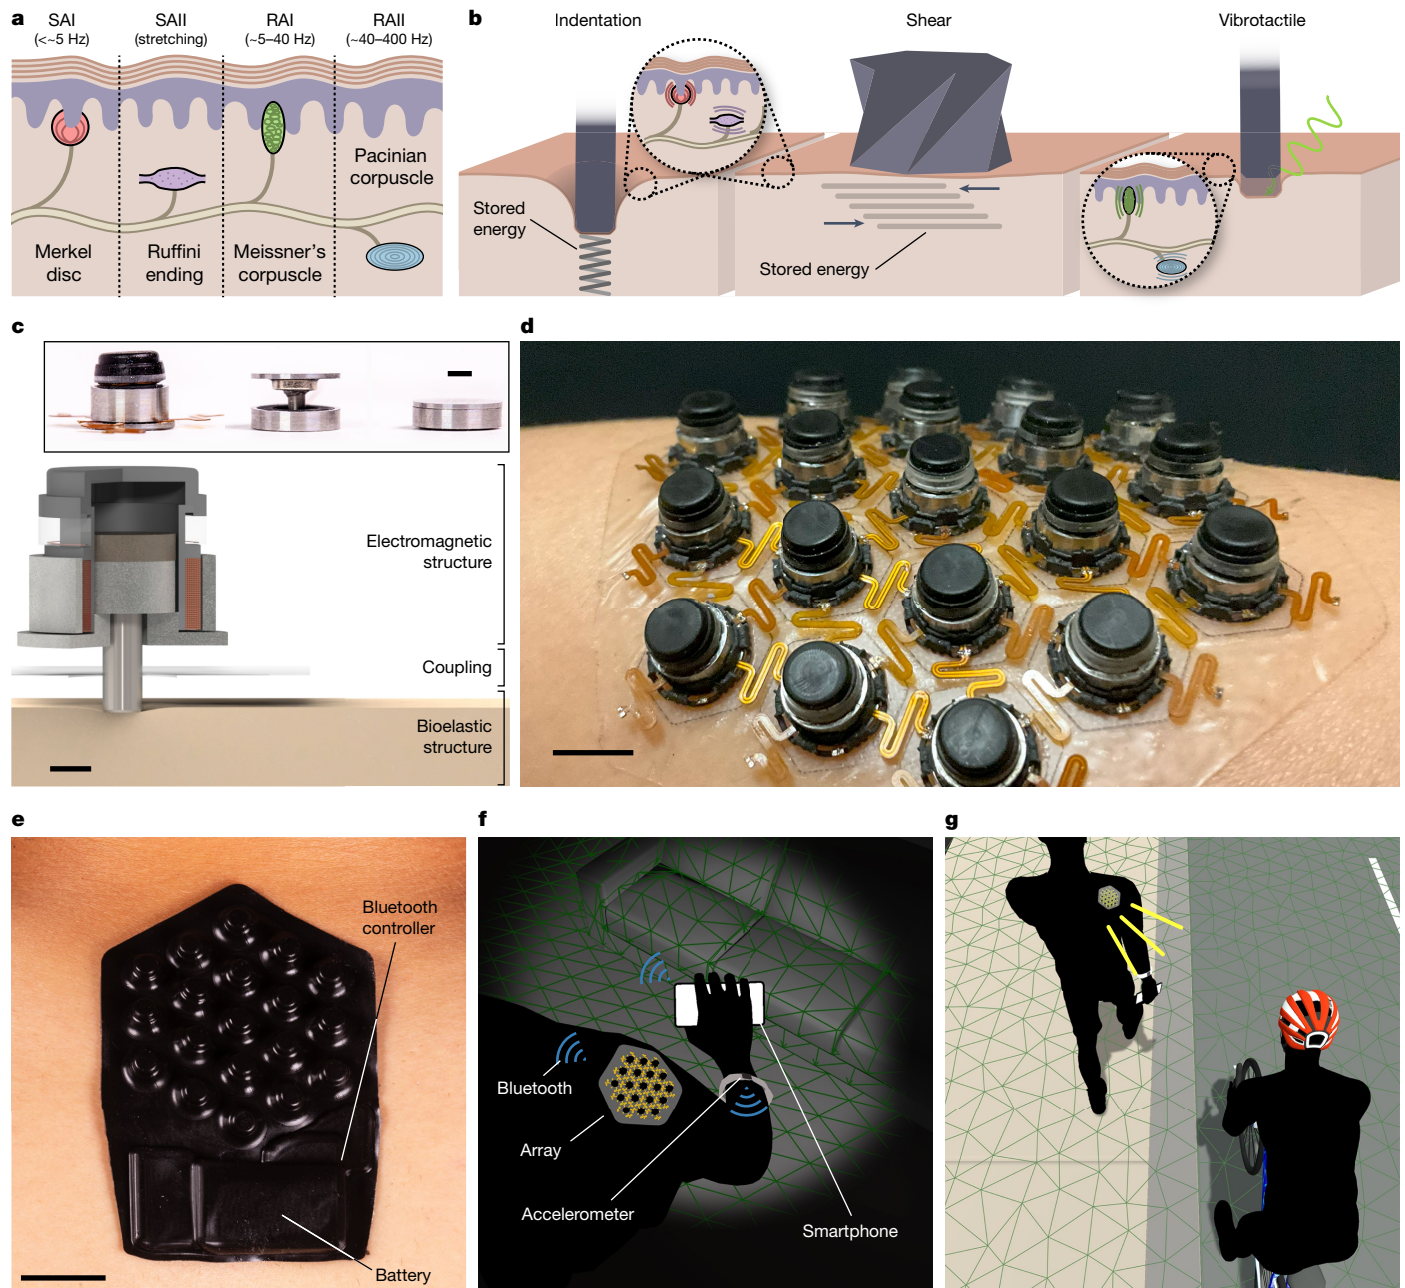 a
SAI
(<~5 Hz)
SAII
(stretching)
RAI
(~5–40 Hz)
RAII
(~40–400 Hz)
Pacinian
corpuscle
Merkel
disc
Ruffini
ending
Meissner’s
corpuscle
b
Indentation
Shear
Vibrotactile
Stored
energy
Stored energy
c
Electromagnetic
structure
Coupling
Bioelastic
structure
d
e
Bluetooth
controller
Battery
f
Bluetooth
Array
Accelerometer
Smartphone
g